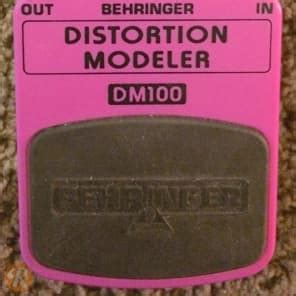 OUT BEHRINGER IN
DISTORTION
MODELER
DM100
BEHRINGER